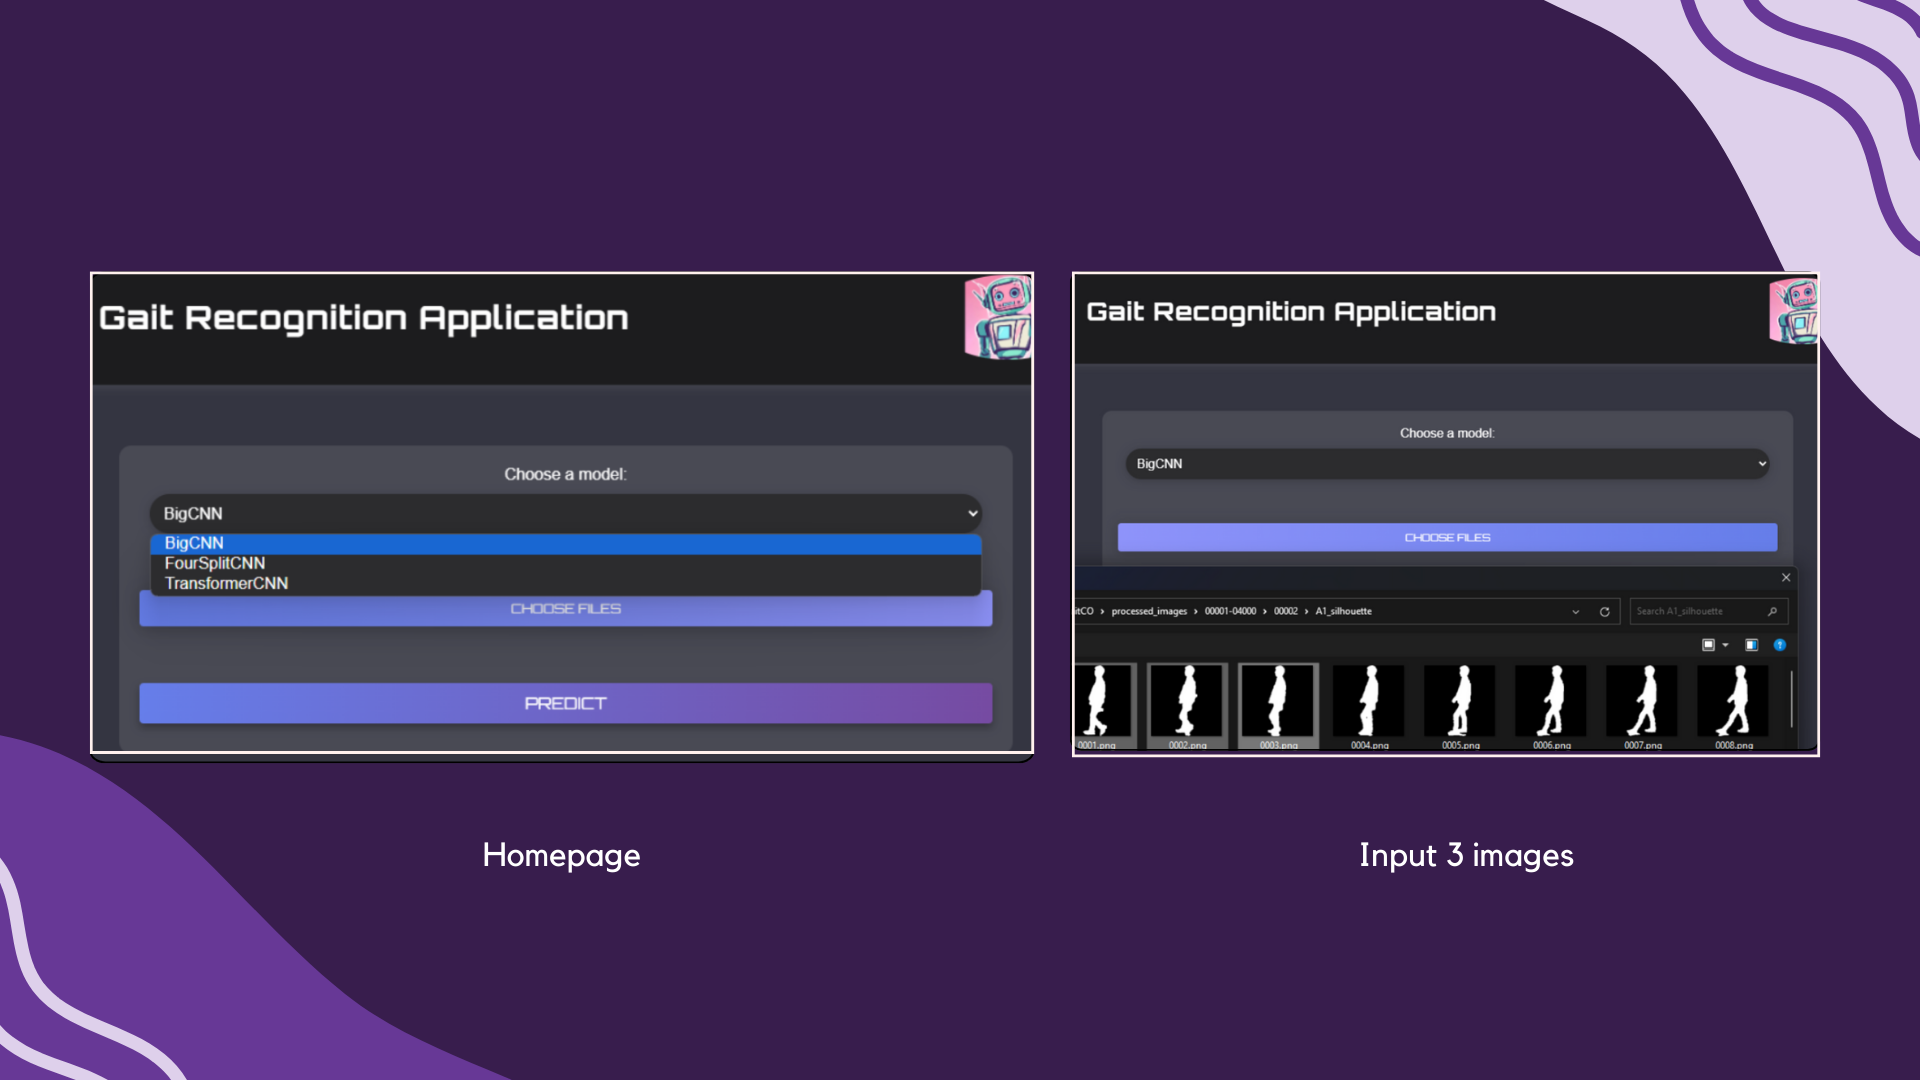 Gait Recognition Application
Choose a model:
BigCNN
BigCNN
FourSplitCNN
TransformerCNN
CHOOSE FILES
PREDICT
Homepage
Gait Recognition Application
Choose a model:
BigCNN
CHOOSE FILES
itCO > processed_images > 00001-04000 > 00002 > A1_silhouette
Search A1_silhouette
0001.png 0002.png 0003.png 0004.png 0005.png 0006.png 0007.png 0008.png
Input 3 images